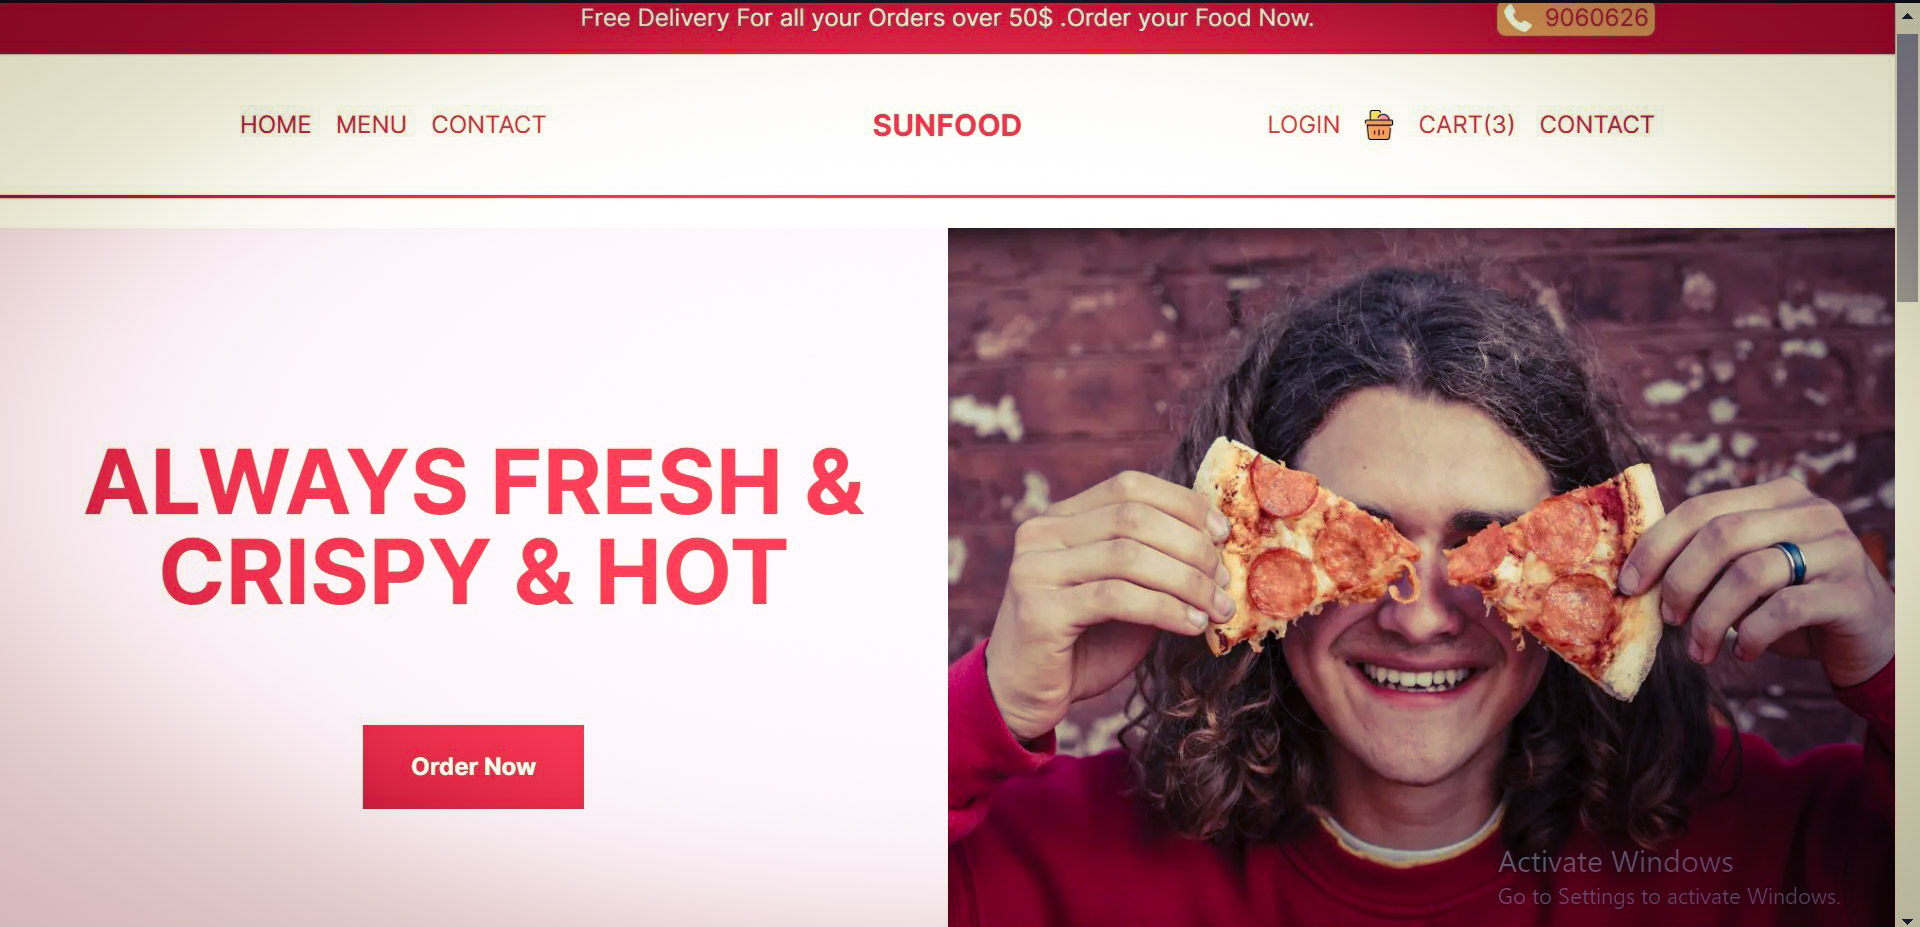 Free Delivery For all your Orders over 50$ .Order your Food Now.
9060626
HOME MENU CONTACT
SUNFOOD
LOGIN CART(3) CONTACT
ALWAYS FRESH &
CRISPY & HOT
Order Now
Activate Windows
Go to Settings to activate Windows.